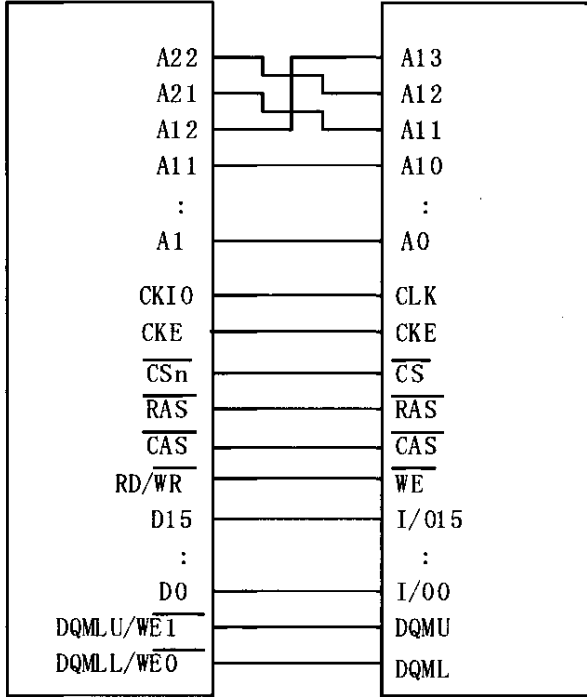 A22 A13
A21 A12
A12 A11
A11 A10
: :
A1 A0
CKIO CLK
CKE CKE
CSn CS
RAS RAS
CAS CAS
RD/WR WE
D15 I/O15
: :
D0 I/O0
DQMLU/WE1 DQMU
DQMLL/WE0 DQML